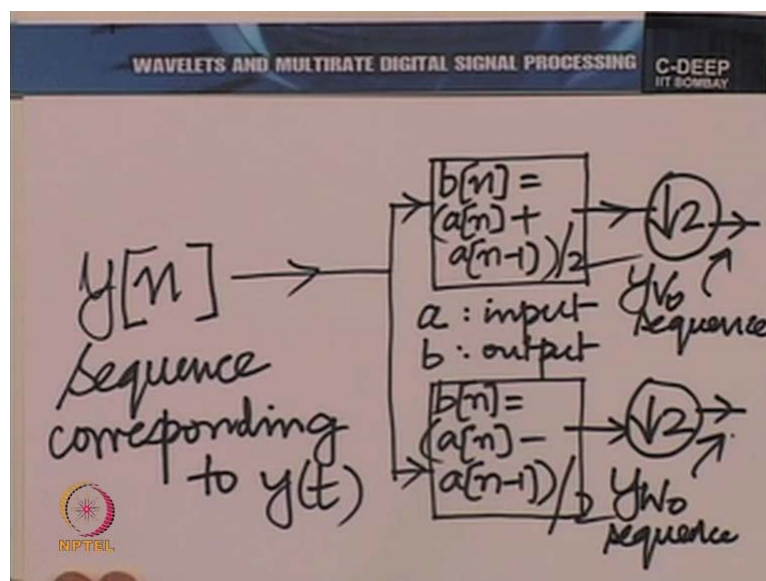 WAVELETS AND MULTIRATE DIGITAL SIGNAL PROCESSING
C-DEEP
IIT BOMBAY
y[n]
sequence
corresponding
to y(t)
b[n] =
(a[n] +
a[n-1])/2
↓2
yV₀
sequence
a : input
b : output
b[n] =
(a[n] -
a[n-1])/2
↓2
yW₀
sequence
NPTEL